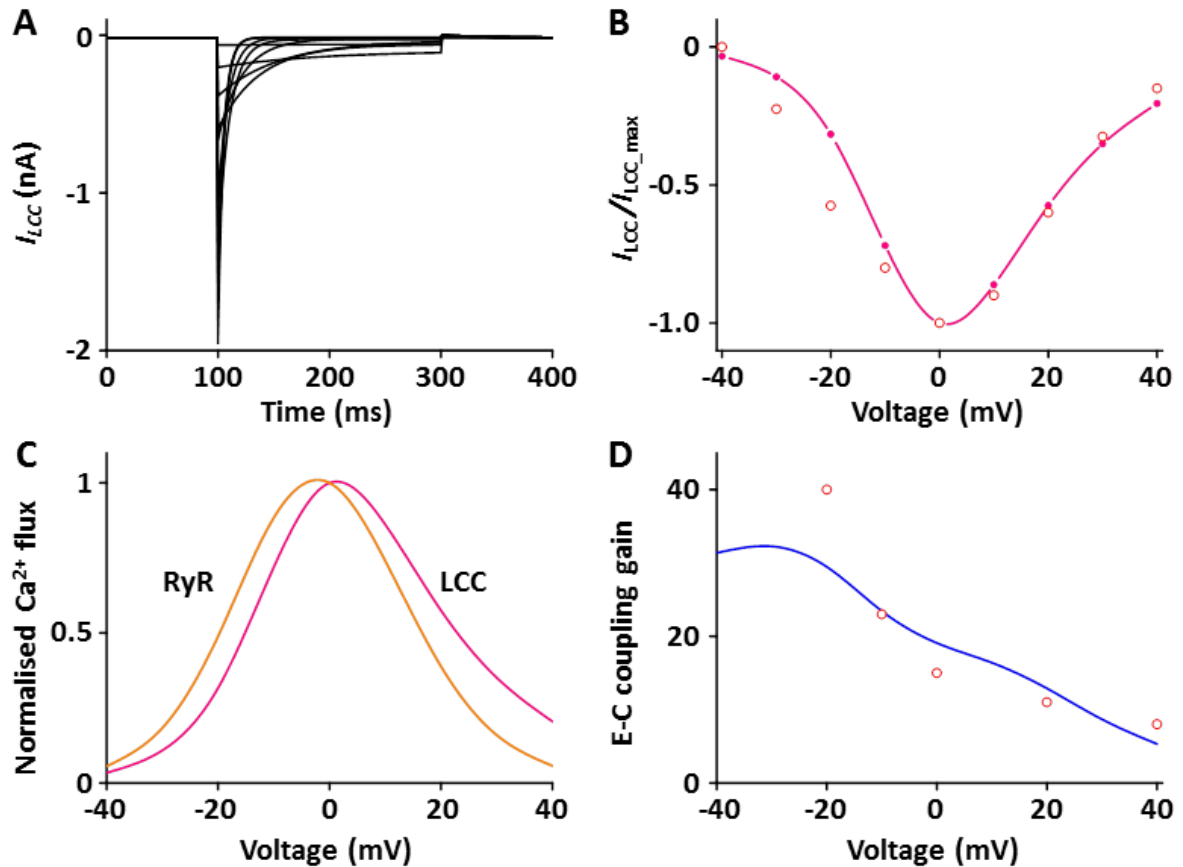 A
I_LCC (nA)
0
-1
-2
0 100 200 300 400
Time (ms)
B
I_LCC/I_LCC_max
0
-0.5
-1.0
-40 -20 0 20 40
Voltage (mV)
C
Normalised Ca²⁺ flux
1
0.5
0
RyR LCC
-40 -20 0 20 40
Voltage (mV)
D
E-C coupling gain
40
20
0
-40 -20 0 20 40
Voltage (mV)